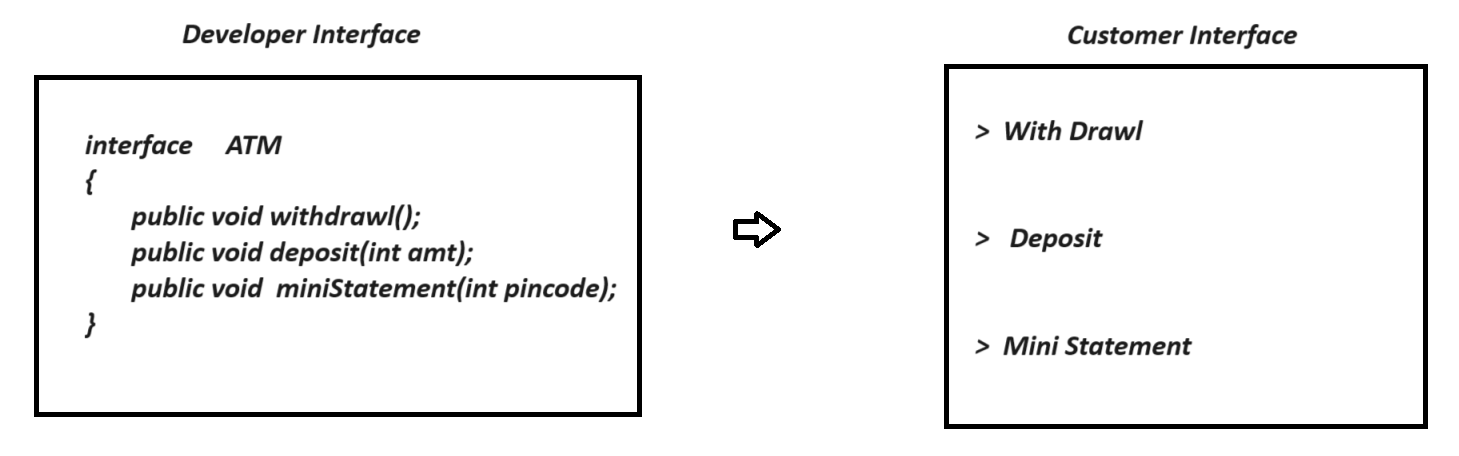 Developer Interface
interface ATM
{
public void withdrawl();
public void deposit(int amt);
public void miniStatement(int pincode);
}
Customer Interface
> With Drawl
> Deposit
> Mini Statement